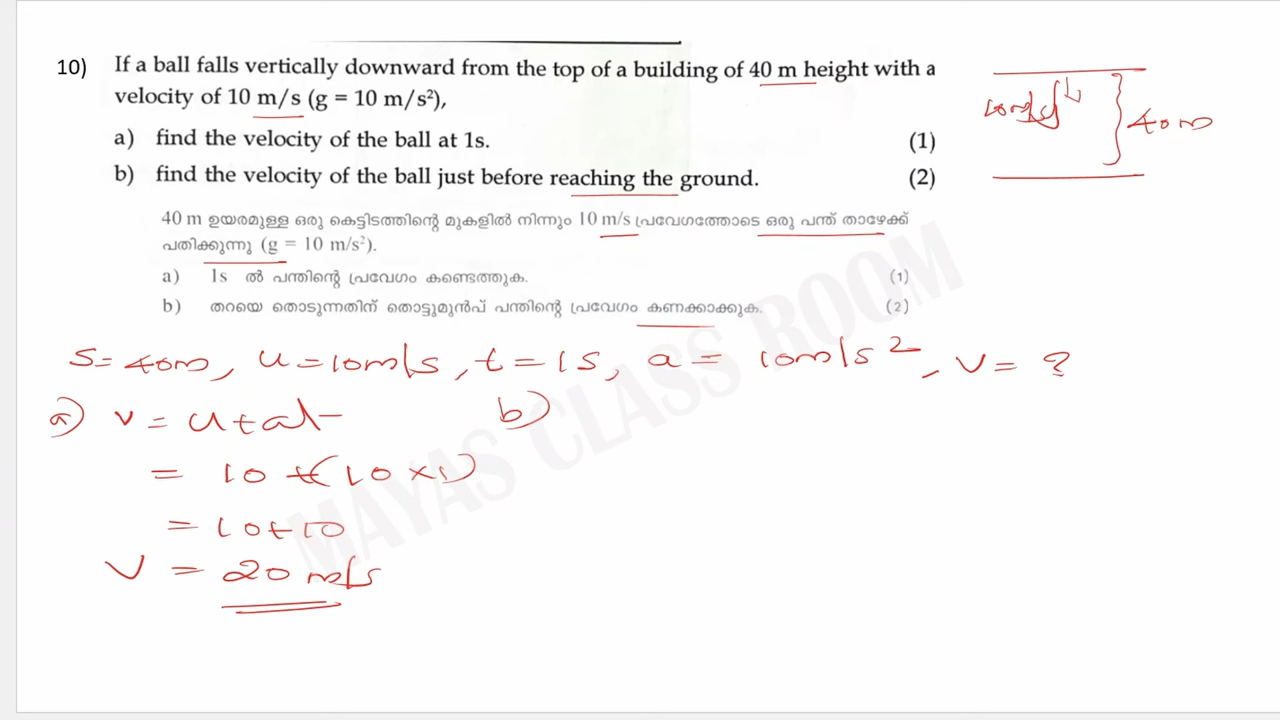 10) If a ball falls vertically downward from the top of a building of 40 m height with a
velocity of 10 m/s (g = 10 m/s²),
a) find the velocity of the ball at 1s. (1)
b) find the velocity of the ball just before reaching the ground. (2)
40 m ഉയരമുള്ള ഒരു കെട്ടിടത്തിന്റെ മുകളിൽ നിന്നും 10 m/s പ്രവേഗത്തോടെ ഒരു പന്ത് താഴേക്ക്
പതിക്കുന്നു (g = 10 m/s²).
a) 1s ൽ പന്തിന്റെ പ്രവേഗം കണ്ടെത്തുക. (1)
b) തറയെ തൊടുന്നതിന് തൊട്ടുമുൻപ് പന്തിന്റെ പ്രവേഗം കണക്കാക്കുക. (2)
40m
S = 40m, u = 10m/s, t = 1s, a = 10m/s², v = ?
a) v = u + at
b)
= 10 + (10 × 1)
= 10 + 10
V = 20 m/s
MAYAS CLASS ROOM